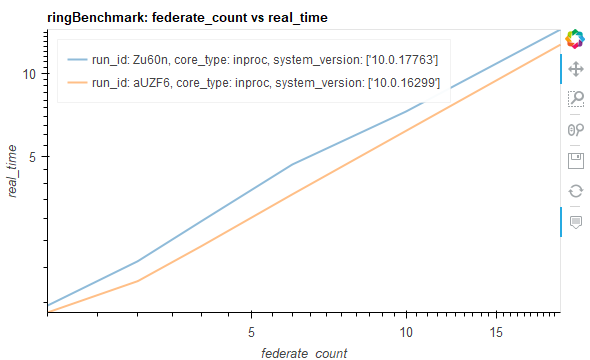 ringBenchmark: federate_count vs real_time
run_id: Zu60n, core_type: inproc, system_version: ['10.0.17763']
run_id: aUZF6, core_type: inproc, system_version: ['10.0.16299']
real_time
10
5
5
10
15
federate_count